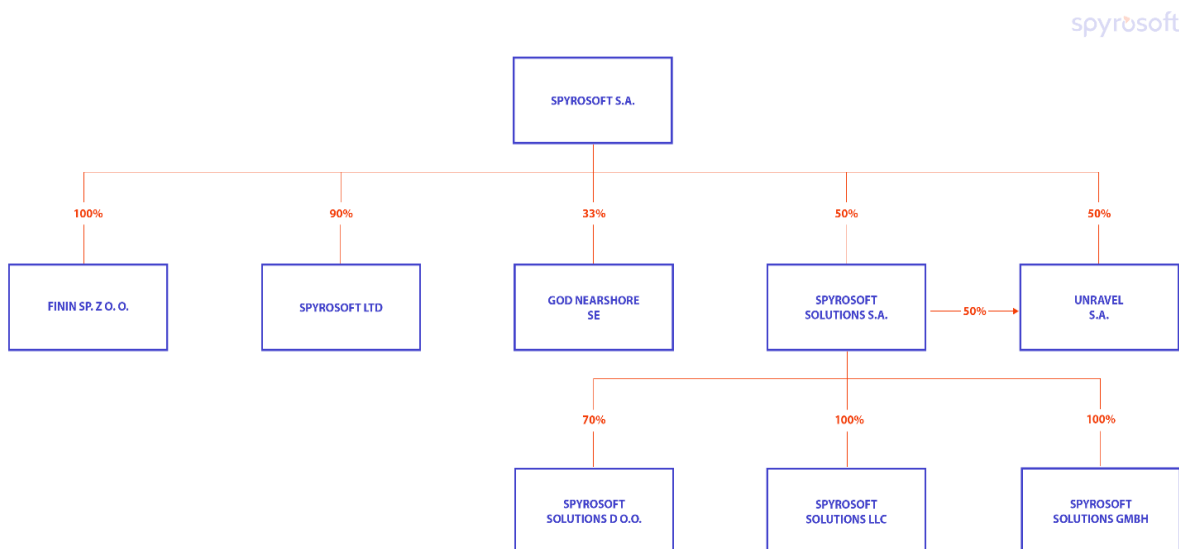 spyrosoft
SPYROSOFT S.A.
100%
90%
33%
50%
50%
FININ SP. Z O. O.
SPYROSOFT LTD
GOD NEARSHORE
SE
SPYROSOFT
SOLUTIONS S.A.
50%
UNRAVEL
S.A.
70%
100%
100%
SPYROSOFT
SOLUTIONS D O.O.
SPYROSOFT
SOLUTIONS LLC
SPYROSOFT
SOLUTIONS GMBH